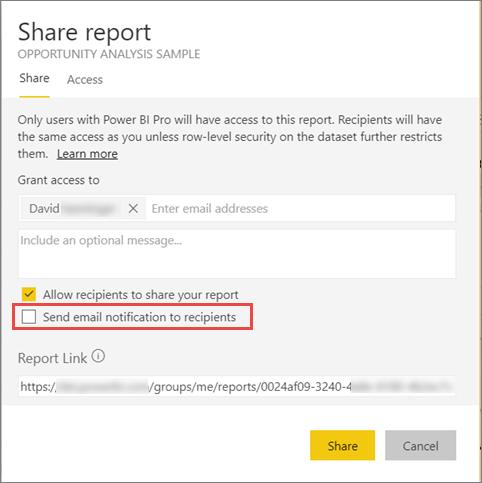 Share report
OPPORTUNITY ANALYSIS SAMPLE
Share Access
Only users with Power BI Pro will have access to this report. Recipients will have
the same access as you unless row-level security on the dataset further restricts
them. Learn more
Grant access to
David Enter email addresses
Include an optional message...
Allow recipients to share your report
Send email notification to recipients
Report Link
https:/ /groups/me/reports/0024af09-3240-4
Share Cancel